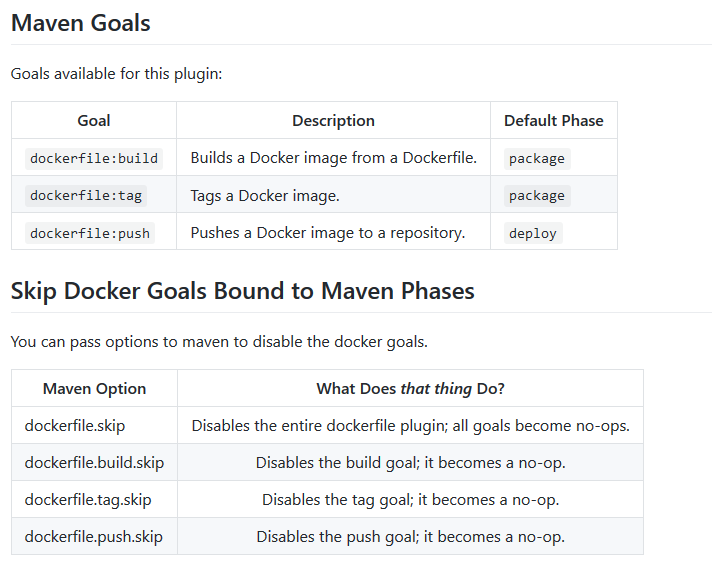 Maven Goals
Goals available for this plugin:
Goal Description Default Phase
dockerfile:build Builds a Docker image from a Dockerfile. package
dockerfile:tag Tags a Docker image. package
dockerfile:push Pushes a Docker image to a repository. deploy
Skip Docker Goals Bound to Maven Phases
You can pass options to maven to disable the docker goals.
Maven Option What Does that thing Do?
dockerfile.skip Disables the entire dockerfile plugin; all goals become no-ops.
dockerfile.build.skip Disables the build goal; it becomes a no-op.
dockerfile.tag.skip Disables the tag goal; it becomes a no-op.
dockerfile.push.skip Disables the push goal; it becomes a no-op.